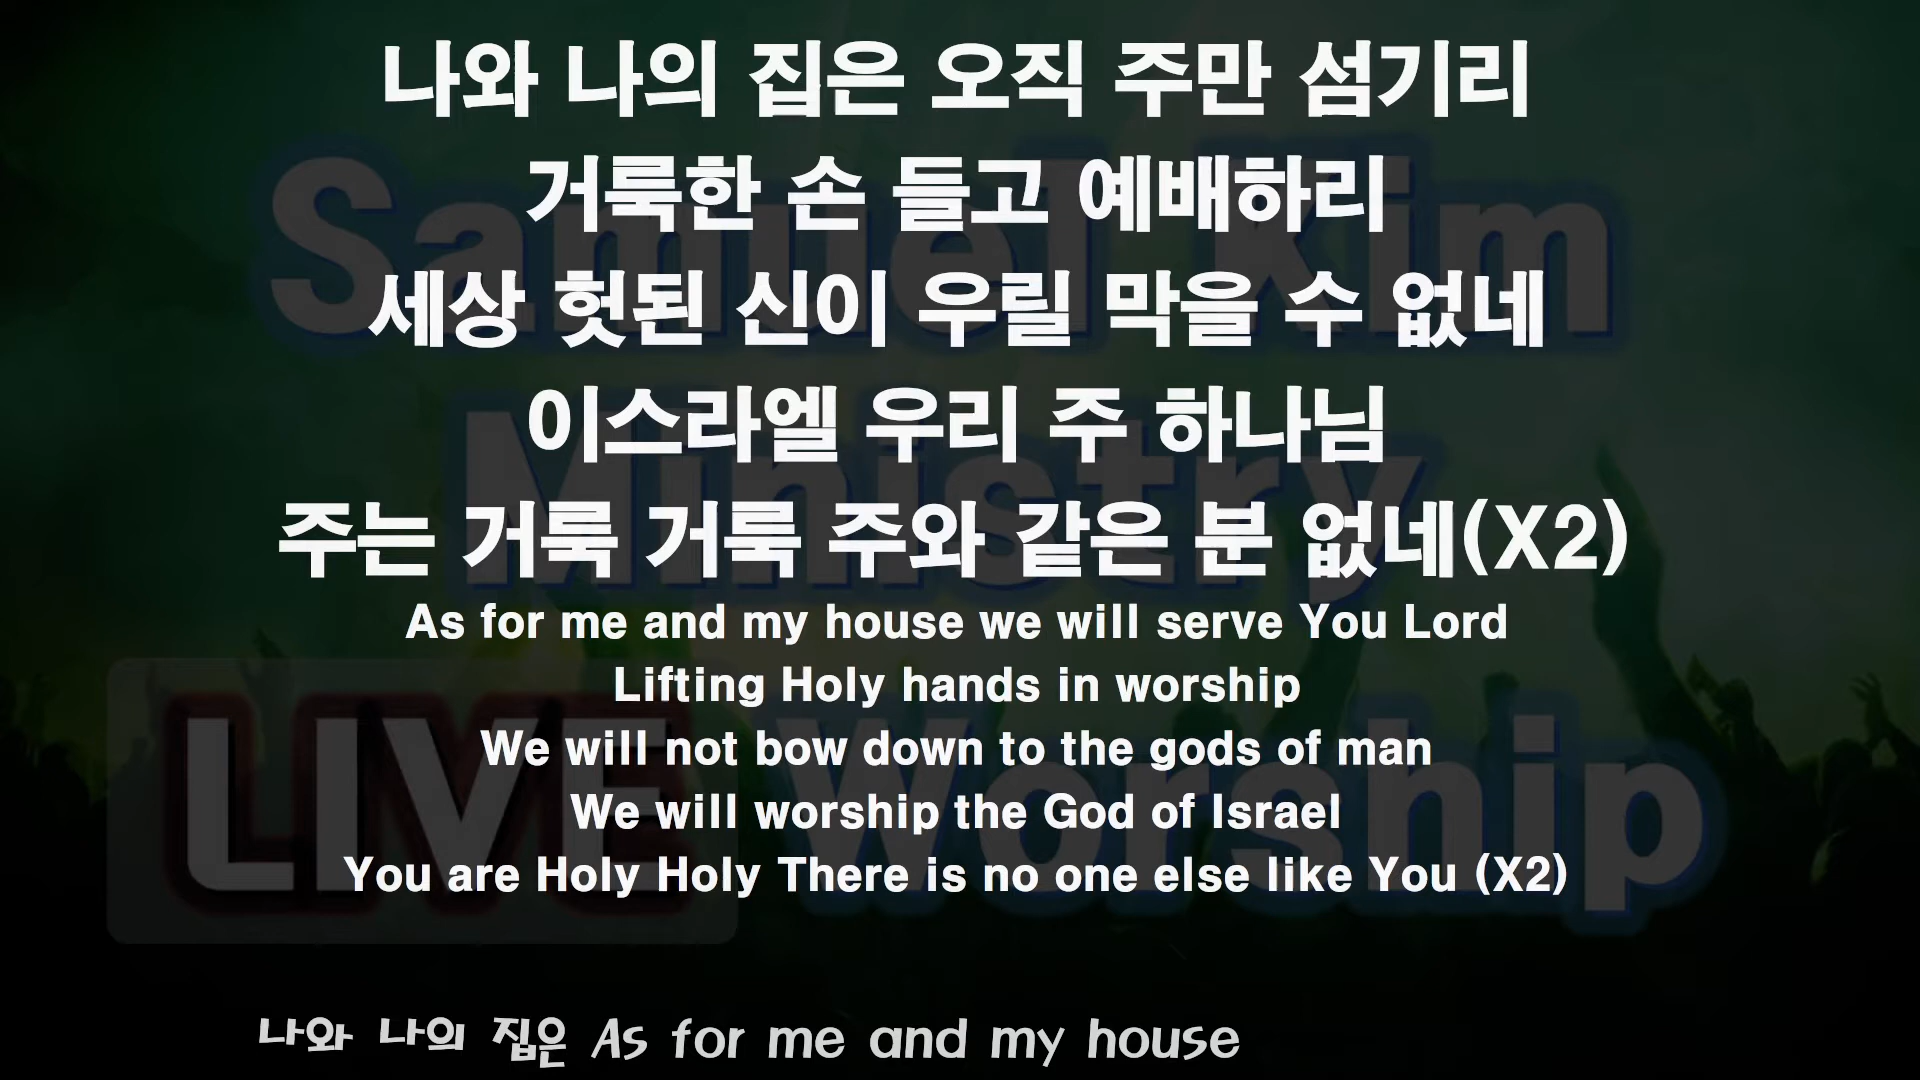 나와 나의 집은 오직 주만 섬기리
거룩한 손 들고 예배하리
세상 헛된 신이 우릴 막을 수 없네
이스라엘 우리 주 하나님
주는 거룩 거룩 주와 같은 분 없네(X2)
As for me and my house we will serve You Lord
Lifting Holy hands in worship
We will not bow down to the gods of man
We will worship the God of Israel
You are Holy Holy There is no one else like You (X2)
Samuel Kim
Ministry
LIVE Worship
나와 나의 집은 As for me and my house